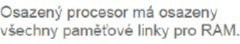 Osazený procesor má osazeny
všechny paměťové linky pro RAM.